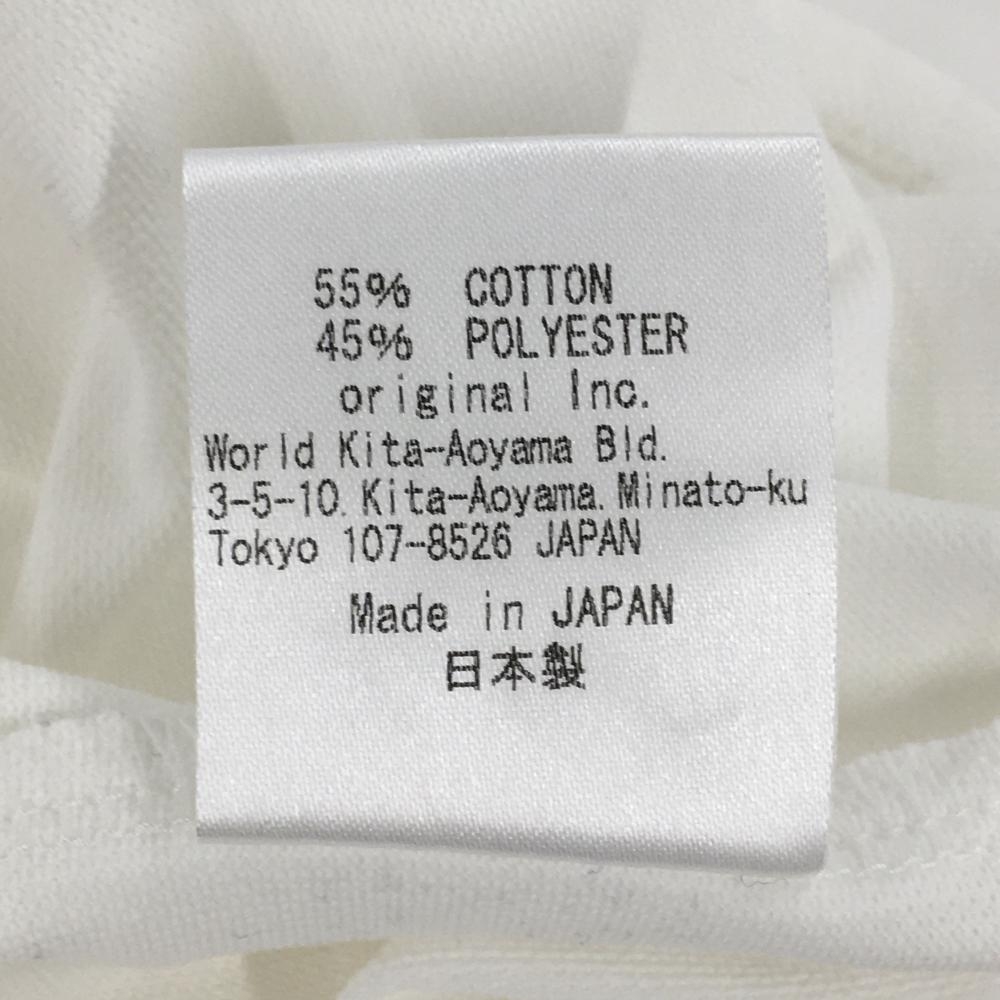 55% COTTON
45% POLYESTER
original Inc.
World Kita-Aoyama Bld.
3-5-10. Kita-Aoyama. Minato-ku
Tokyo 107-8526 JAPAN
Made in JAPAN
日本製